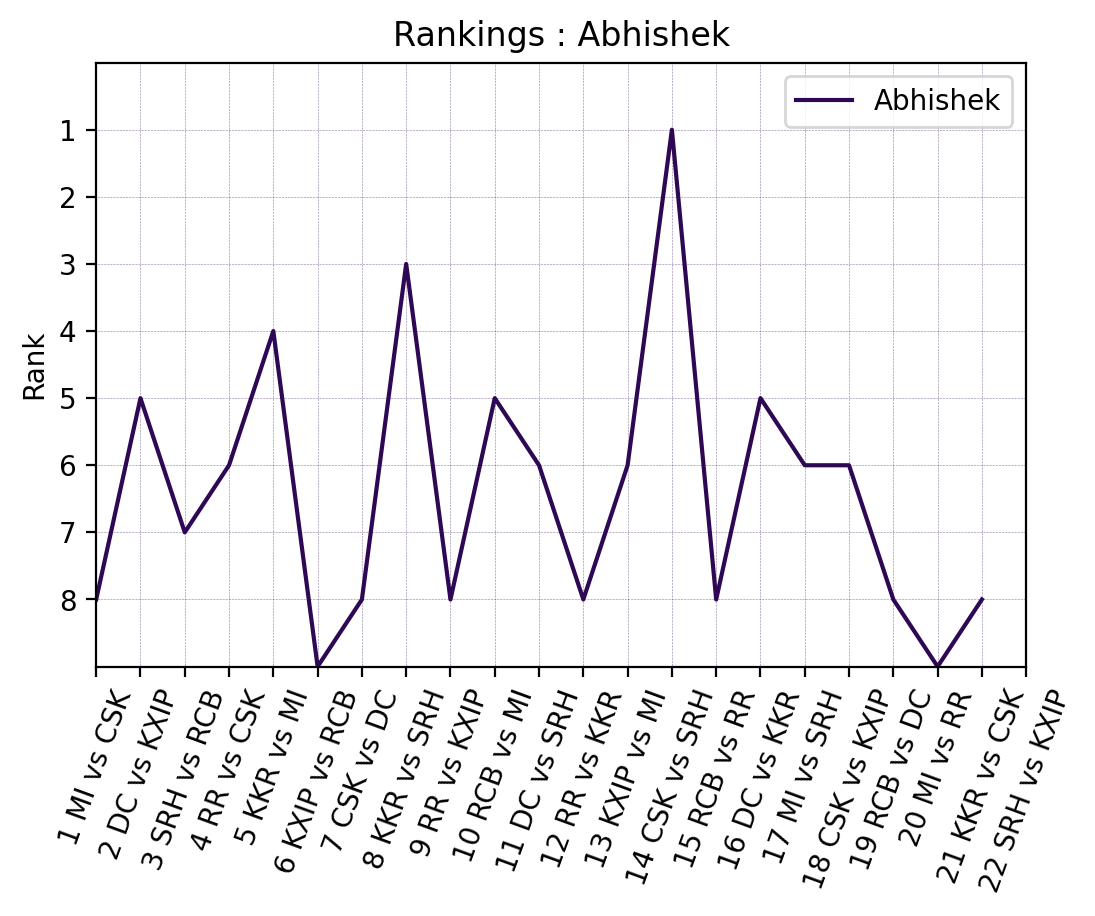 Rankings : Abhishek
Abhishek
Rank
1
2
3
4
5
6
7
8
1 MI vs CSK
2 DC vs KXIP
3 SRH vs RCB
4 RR vs CSK
5 KKR vs MI
6 KXIP vs RCB
7 CSK vs DC
8 KKR vs SRH
9 RR vs KXIP
10 RCB vs MI
11 DC vs SRH
12 RR vs KKR
13 KXIP vs MI
14 CSK vs SRH
15 RCB vs RR
16 DC vs KKR
17 MI vs SRH
18 CSK vs KXIP
19 RCB vs DC
20 MI vs RR
21 KKR vs CSK
22 SRH vs KXIP